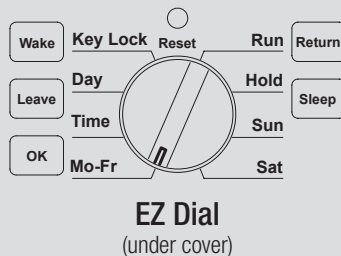 Wake Key Lock Reset Run Return
Leave Day Hold Sleep
Time Sun
OK Mo-Fr Sat
EZ Dial
(under cover)